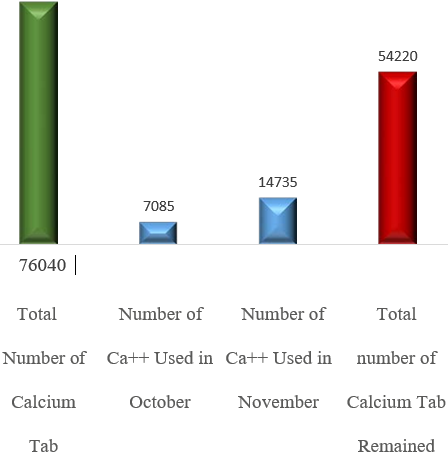 54220
14735
7085
76040
Total Number of Number of Total
Number of Ca++ Used in Ca++ Used in number of
Calcium October November Calcium Tab
Tab Remained